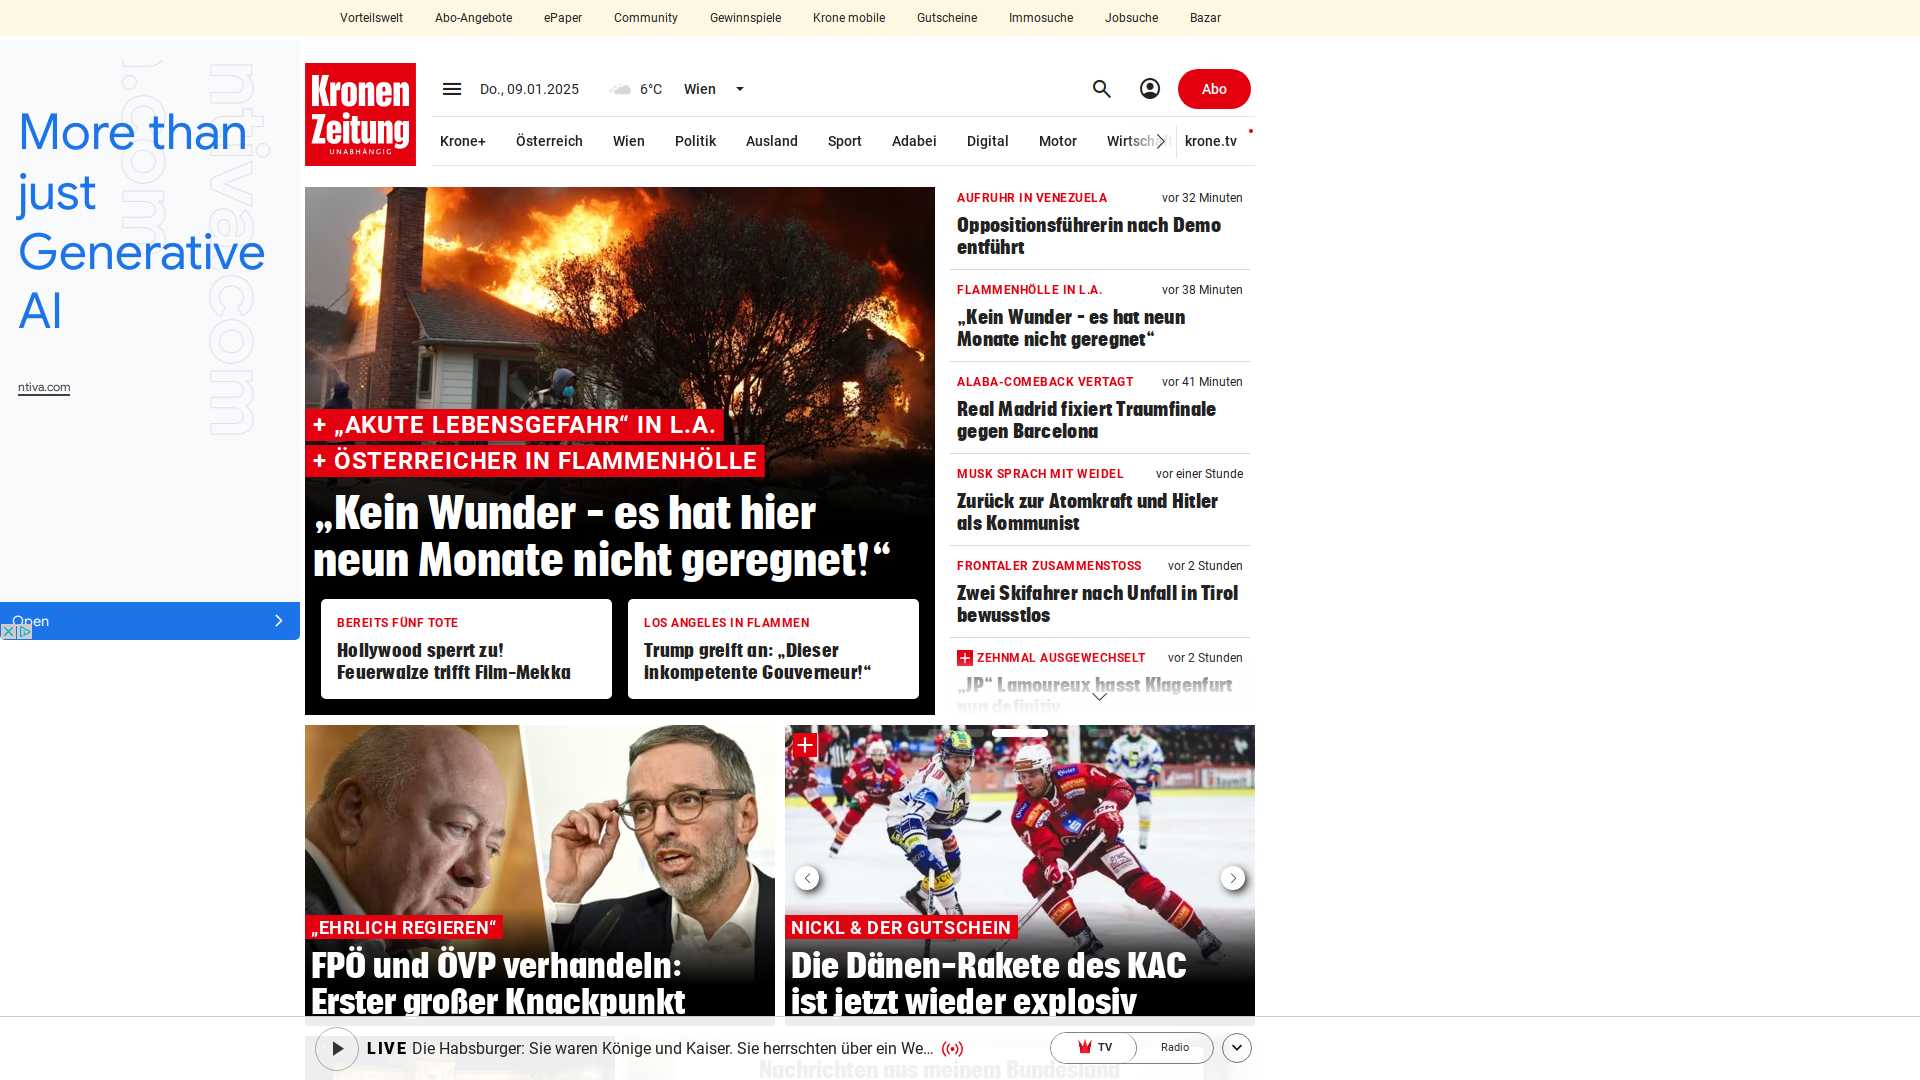 Vorteilswelt
Abo-Angebote
ePaper
Community
Gewinnspiele
Krone mobile
Gutscheine
Immosuche
Jobsuche
Bazar
More than
just
Generative
AI
ntiva.com
ntiva.com
Open
Kronen
Zeitung
UNABHÄNGIG
Do., 09.01.2025
6°C
Wien
Abo
Krone+
Österreich
Wien
Politik
Ausland
Sport
Adabei
Digital
Motor
Wirtschaft
krone.tv
+ „AKUTE LEBENSGEFAHR“ IN L.A.
+ ÖSTERREICHER IN FLAMMENHÖLLE
„Kein Wunder – es hat hier
neun Monate nicht geregnet!“
BEREITS FÜNF TOTE
Hollywood sperrt zu!
Feuerwalze trifft Film-Mekka
LOS ANGELES IN FLAMMEN
Trump greift an: „Dieser
inkompetente Gouverneur!“
AUFRUHR IN VENEZUELA
vor 32 Minuten
Oppositionsführerin nach Demo
entführt
FLAMMENHÖLLE IN L.A.
vor 38 Minuten
„Kein Wunder – es hat neun
Monate nicht geregnet“
ALABA-COMEBACK VERTAGT
vor 41 Minuten
Real Madrid fixiert Traumfinale
gegen Barcelona
MUSK SPRACH MIT WEIDEL
vor einer Stunde
Zurück zur Atomkraft und Hitler
als Kommunist
FRONTALER ZUSAMMENSTOSS
vor 2 Stunden
Zwei Skifahrer nach Unfall in Tirol
bewusstlos
ZEHNMAL AUSGEWECHSELT
vor 2 Stunden
„JP“ Lamoureux hasst Klagenfurt
nun definitiv
„EHRLICH REGIEREN“
FPÖ und ÖVP verhandeln:
Erster großer Knackpunkt
NICKL & DER GUTSCHEIN
Die Dänen-Rakete des KAC
ist jetzt wieder explosiv
LIVE Die Habsburger: Sie waren Könige und Kaiser. Sie herrschten über ein We...
TV
Radio
Nachrichten aus meinem Bundesland